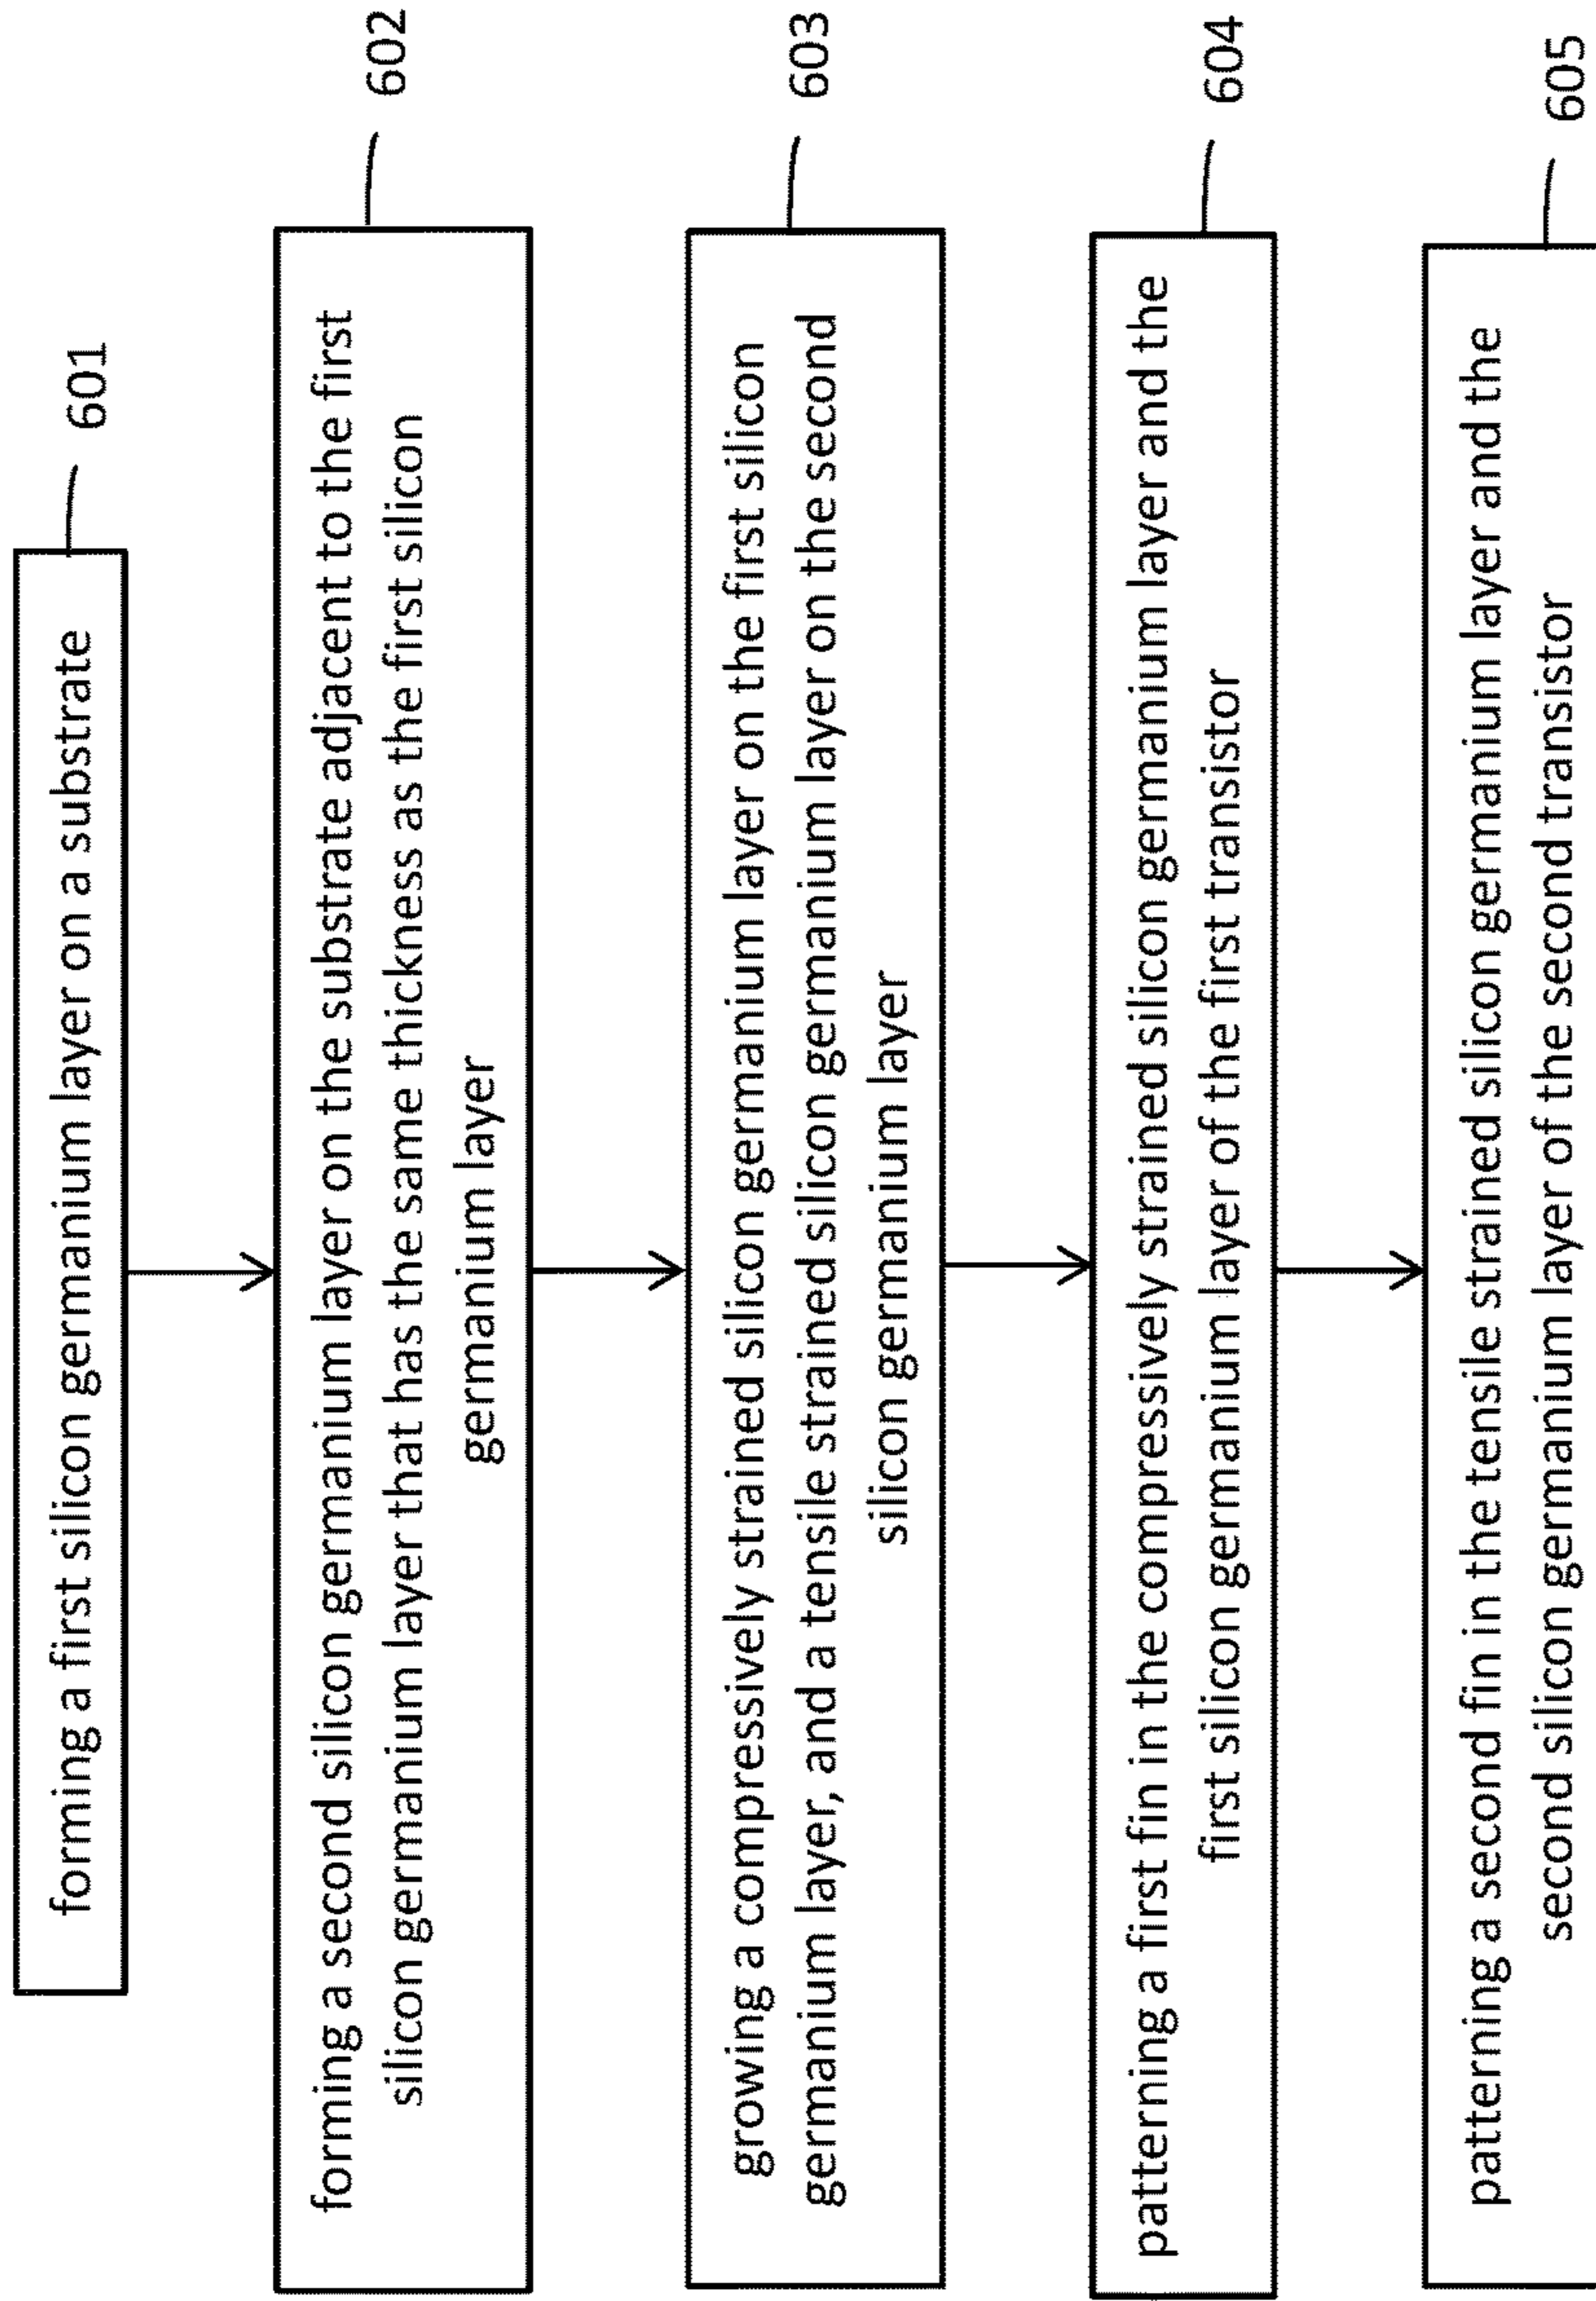 forming a first silicon germanium layer on a substrate
601
forming a second silicon germanium layer on the substrate adjacent to the first
silicon germanium layer that has the same thickness as the first silicon
germanium layer
602
growing a compressively strained silicon germanium layer on the first silicon
germanium layer, and a tensile strained silicon germanium layer on the second
silicon germanium layer
603
patterning a first fin in the compressively strained silicon germanium layer and the
first silicon germanium layer of the first transistor
604
patterning a second fin in the tensile strained silicon germanium layer and the
second silicon germanium layer of the second transistor
605